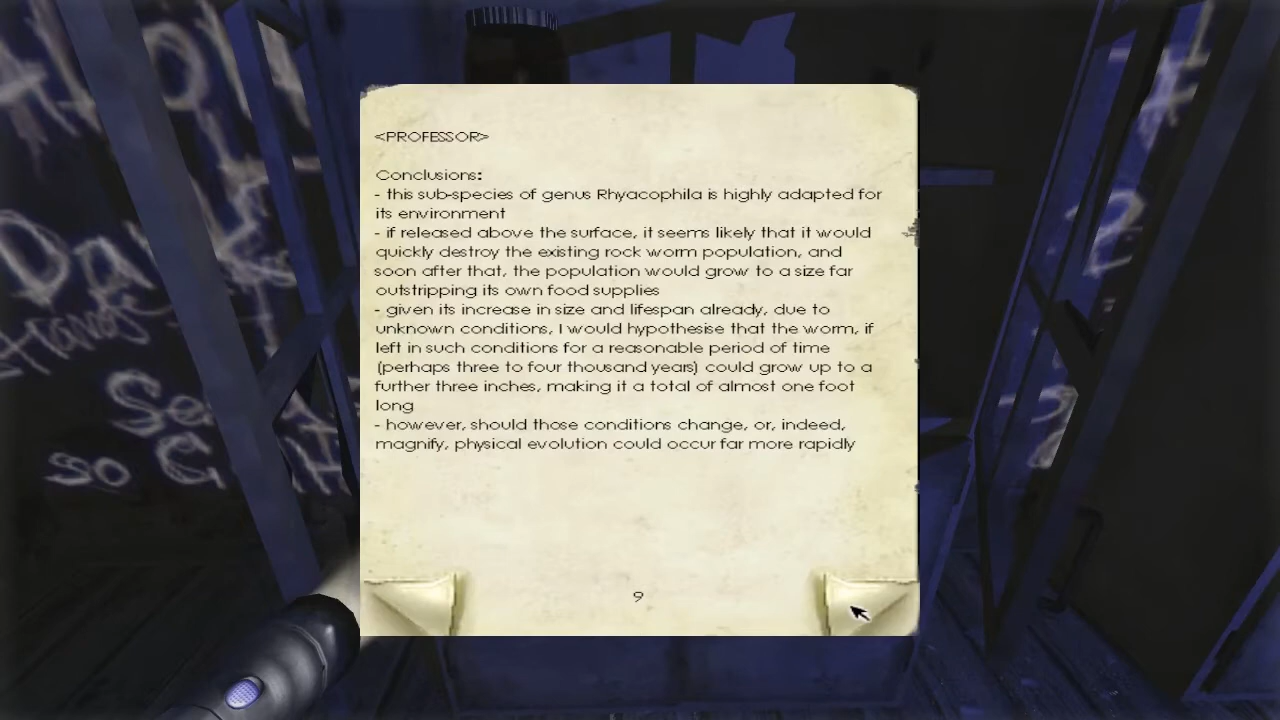 <PROFESSOR>
Conclusions:
- this sub-species of genus Rhyacophila is highly adapted for
its environment
- if released above the surface, it seems likely that it would
quickly destroy the existing rock worm population, and
soon after that, the population would grow to a size far
outstripping its own food supplies
- given its increase in size and lifespan already, due to
unknown conditions, I would hypothesise that the worm, if
left in such conditions for a reasonable period of time
(perhaps three to four thousand years) could grow up to a
further three inches, making it a total of almost one foot
long
- however, should those conditions change, or, indeed,
magnify, physical evolution could occur far more rapidly
9
so